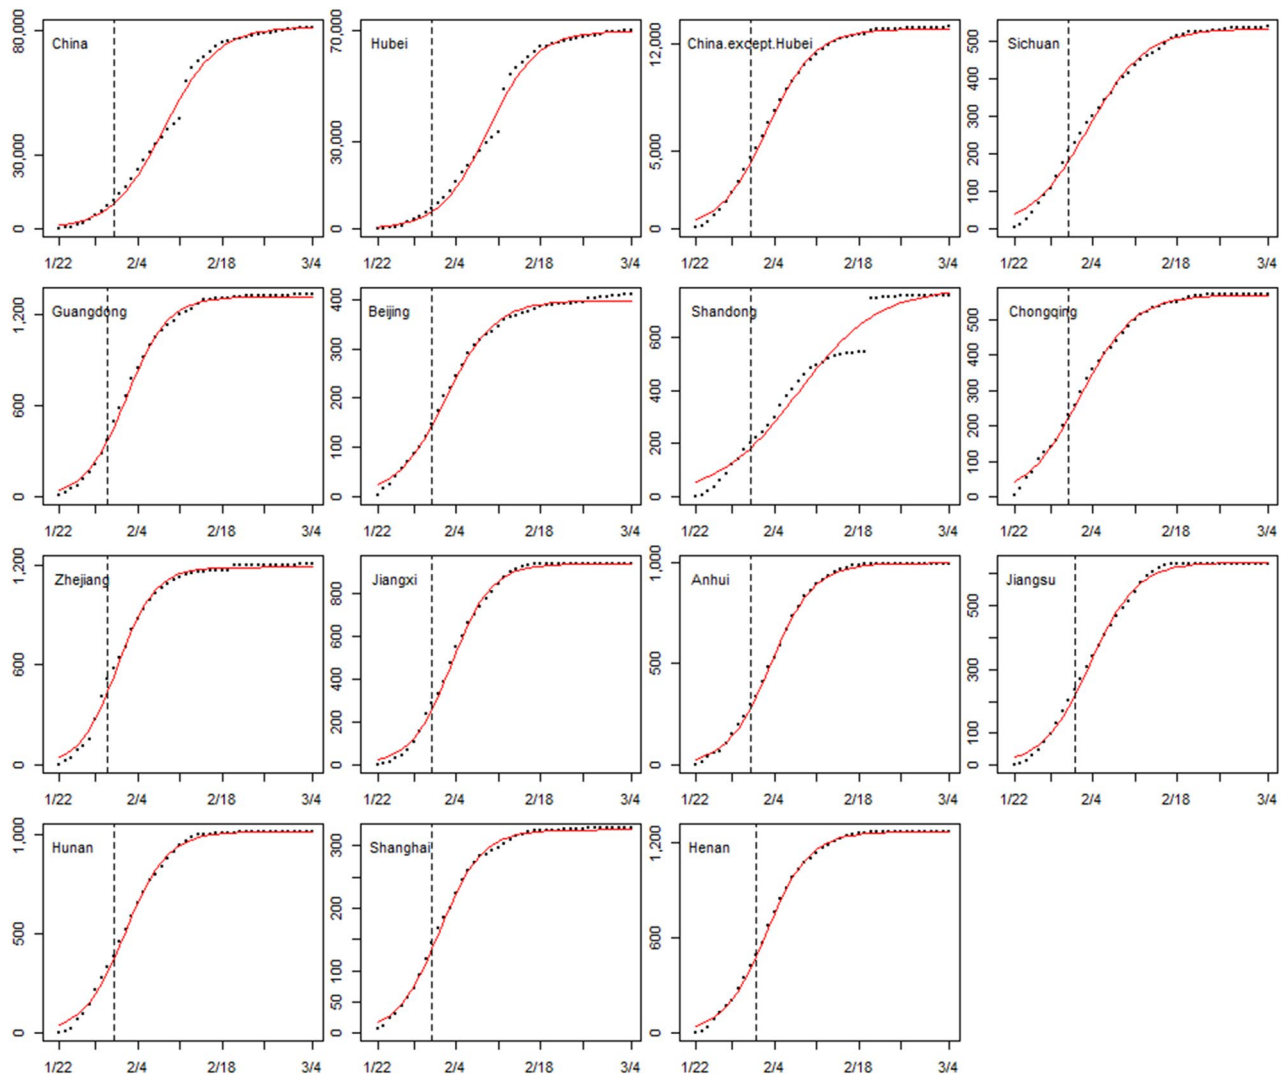 China
80,000
30,000
0
1/22 2/4 2/18 3/4
Hubei
70,000
30,000
0
1/22 2/4 2/18 3/4
China.except.Hubei
12,000
5,000
0
1/22 2/4 2/18 3/4
Sichuan
500
400
300
200
100
0
1/22 2/4 2/18 3/4
Guangdong
1,200
600
0
1/22 2/4 2/18 3/4
Beijing
400
300
200
100
0
1/22 2/4 2/18 3/4
Shandong
600
400
200
0
1/22 2/4 2/18 3/4
Chongqing
500
400
300
200
100
0
1/22 2/4 2/18 3/4
Zhejiang
1,200
600
0
1/22 2/4 2/18 3/4
Jiangxi
800
600
400
200
0
1/22 2/4 2/18 3/4
Anhui
1,000
500
0
1/22 2/4 2/18 3/4
Jiangsu
500
300
100
0
1/22 2/4 2/18 3/4
Hunan
1,000
500
0
1/22 2/4 2/18 3/4
Shanghai
300
200
100
50
0
1/22 2/4 2/18 3/4
Henan
1,200
600
0
1/22 2/4 2/18 3/4